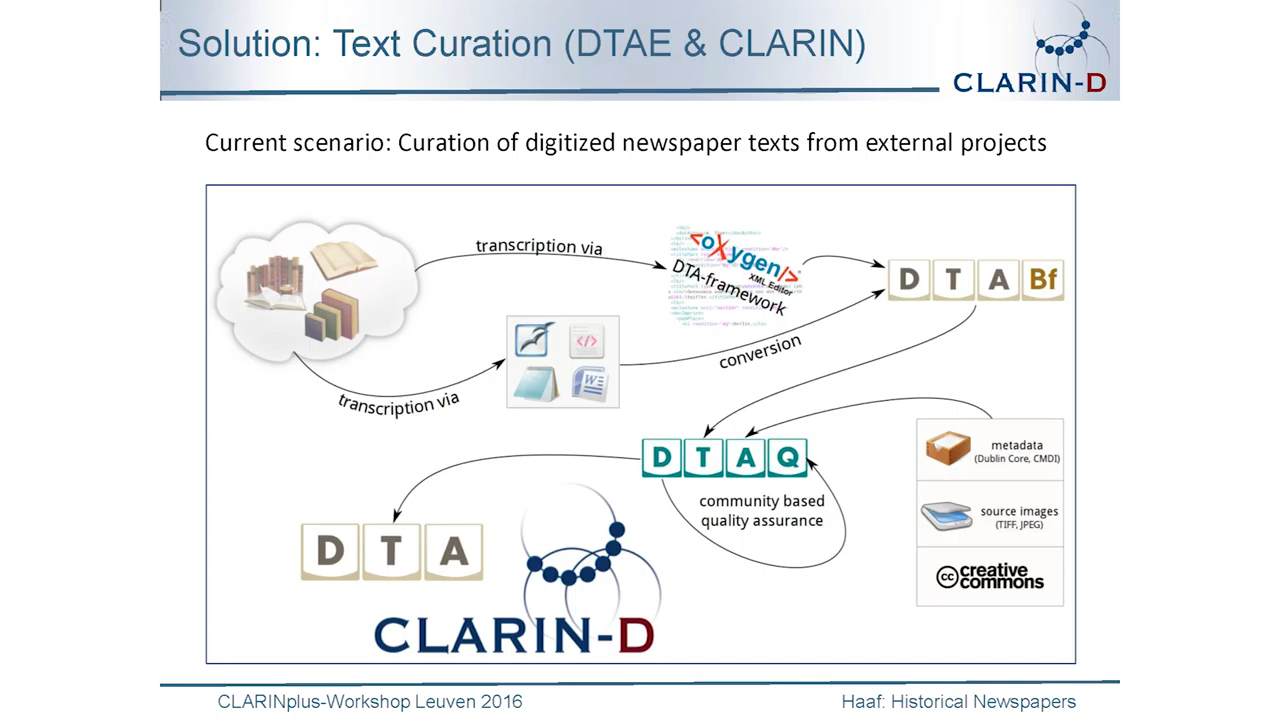 Solution: Text Curation (DTAE & CLARIN)
CLARIN-D
Current scenario: Curation of digitized newspaper texts from external projects
transcription via
<oXygen/>
XML Editor
DTA-framework
D T A Bf
conversion
transcription via
D T A Q
community based
quality assurance
metadata
(Dublin Core, CMDI)
source images
(TIFF, JPEG)
cc creative
commons
D T A
CLARIN-D
CLARINplus-Workshop Leuven 2016
Haaf: Historical Newspapers